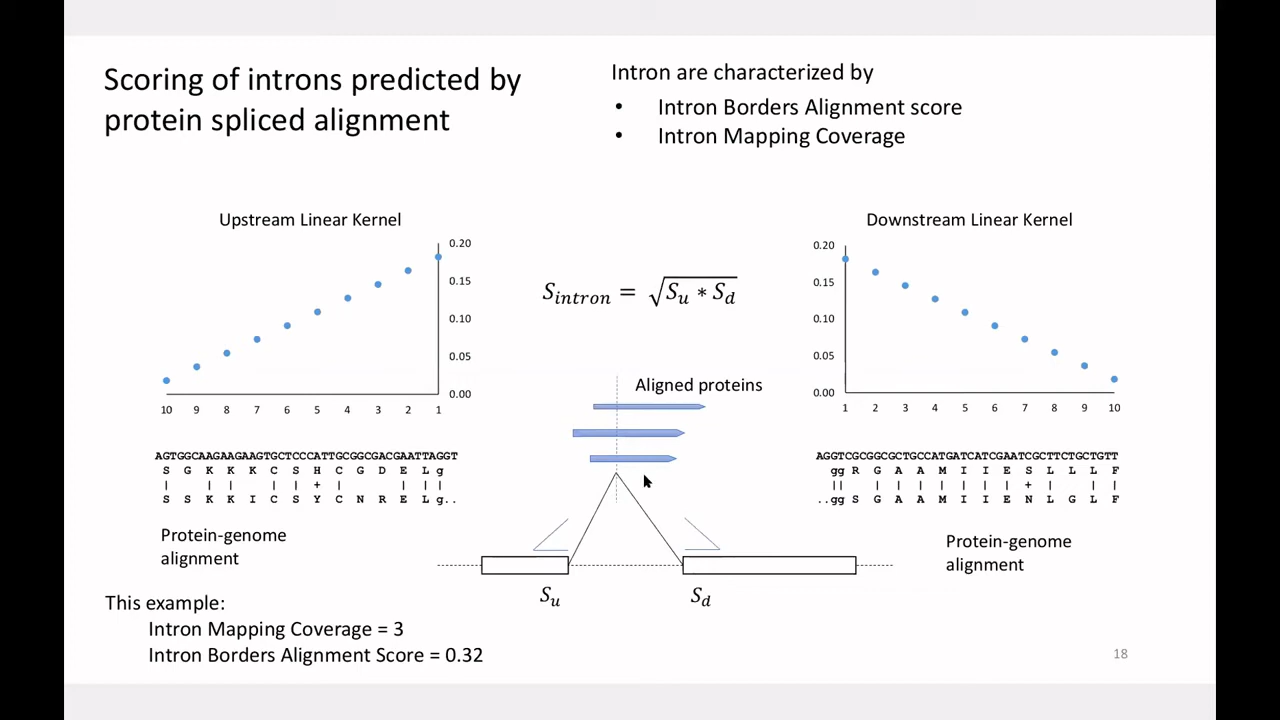 Scoring of introns predicted by
protein spliced alignment
Intron are characterized by
• Intron Borders Alignment score
• Intron Mapping Coverage
Upstream Linear Kernel
0.20
0.15
0.10
0.05
0.00
10 9 8 7 6 5 4 3 2 1
S_intron = √S_u * S_d
Downstream Linear Kernel
0.20
0.15
0.10
0.05
0.00
1 2 3 4 5 6 7 8 9 10
Aligned proteins
AGTGGCAAGAAGAAGTGCTCCCATTGCGGCGACGAATTAGGT
S G K K K C S H C G D E L g
| | | | | + | | | | |
S S K K I C S Y C N R E L g..
Protein-genome
alignment
AGGTCGCGGCGCTGCCATGATCATCGAATCGCTTCTGCTGTT
gg R G A A M I I E S L L L F
|| | | | | | | | + | | |
..gg S G A A M I I E N L G L F
Protein-genome
alignment
S_u
S_d
This example:
Intron Mapping Coverage = 3
Intron Borders Alignment Score = 0.32
18